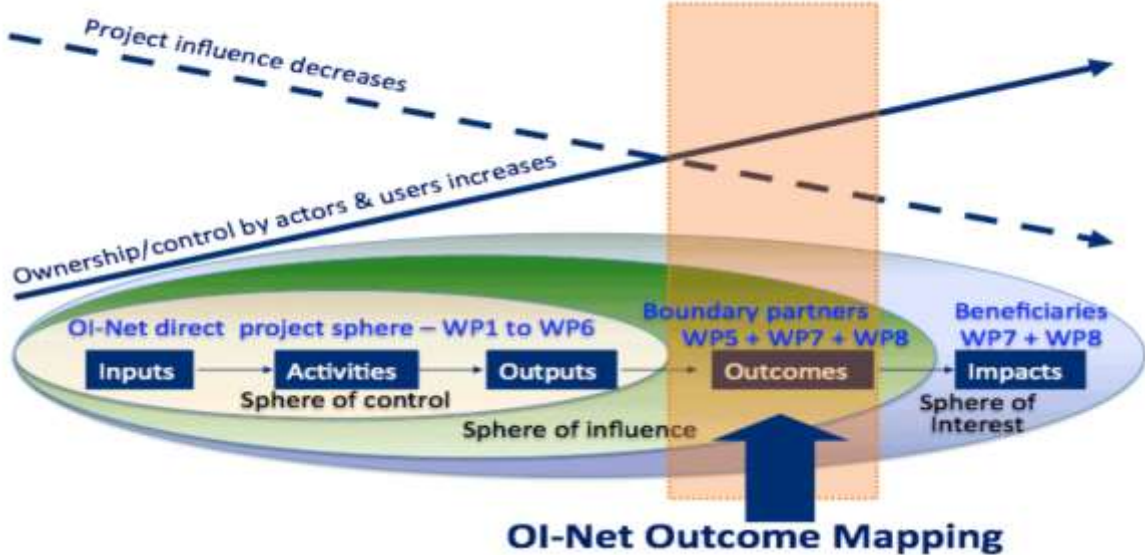 Project influence decreases
Ownership/control by actors & users increases
OI-Net direct project sphere – WP1 to WP6
Boundary partners
WP5 + WP7 + WP8
Beneficiaries
WP7 + WP8
Inputs
Activities
Outputs
Outcomes
Impacts
Sphere of control
Sphere of influence
Sphere of
Interest
OI-Net Outcome Mapping